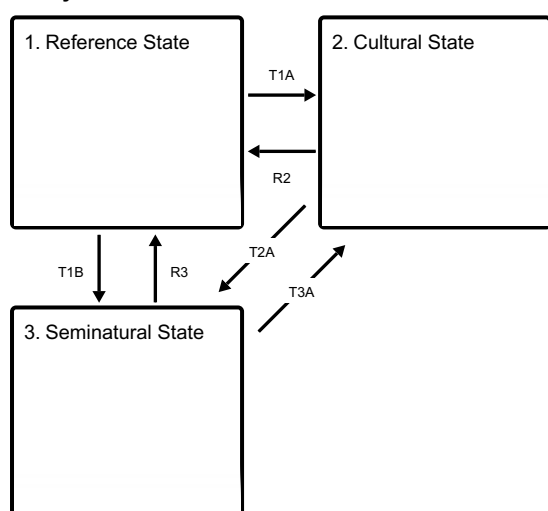 1. Reference State
2. Cultural State
T1A
R2
T2A
T1B
R3
T3A
3. Seminatural State